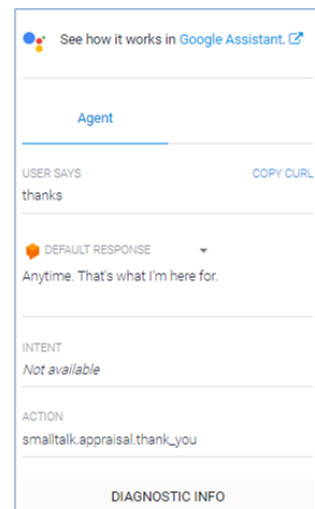 See how it works in Google Assistant.
Agent
USER SAYS COPY CURL
thanks
DEFAULT RESPONSE
Anytime. That's what I'm here for.
INTENT
Not available
ACTION
smalltalk.appraisal.thank_you
DIAGNOSTIC INFO